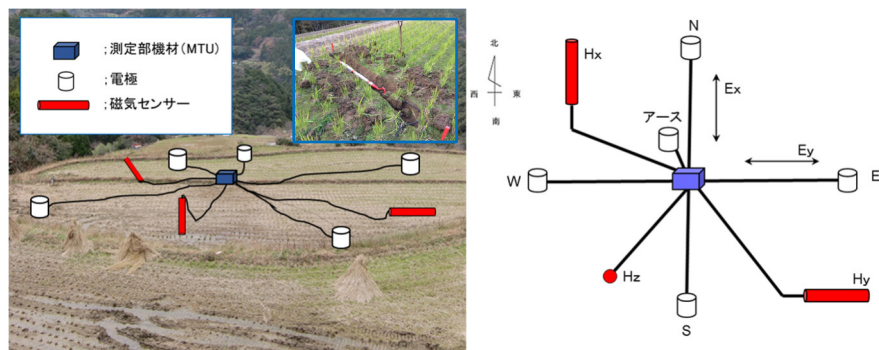 ;測定部機材(MTU)
;電極
;磁気センサー
北
西 東
南
N
Hx
Ex
アース
Ey
W
E
Hz
Hy
S